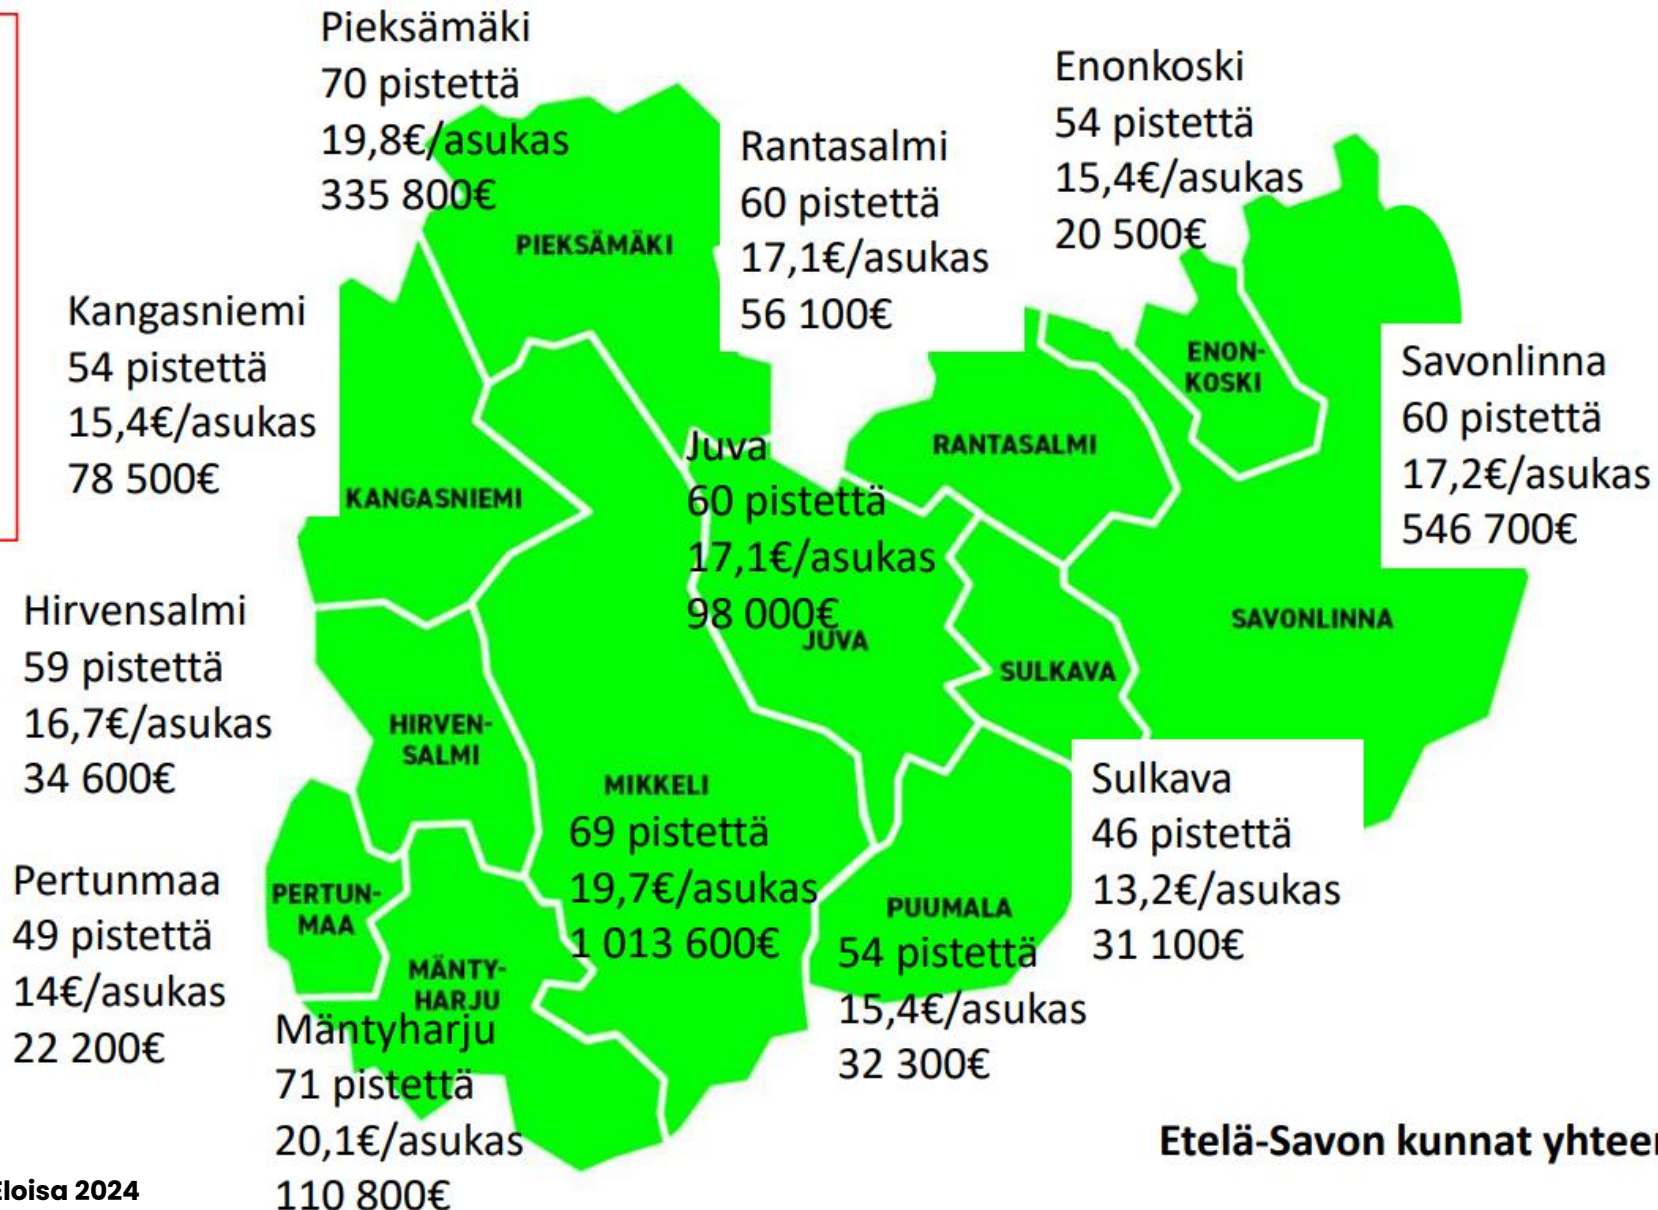 Pieksämäki
70 pistettä
19,8€/asukas
335 800€
PIEKSÄMÄKI
Rantasalmi
60 pistettä
17,1€/asukas
56 100€
RANTASALMI
Enonkoski
54 pistettä
15,4€/asukas
20 500€
ENON-
KOSKI
Kangasniemi
54 pistettä
15,4€/asukas
78 500€
KANGASNIEMI
Juva
60 pistettä
17,1€/asukas
98 000€
JUVA
Savonlinna
60 pistettä
17,2€/asukas
546 700€
SAVONLINNA
Hirvensalmi
59 pistettä
16,7€/asukas
34 600€
HIRVEN-
SALMI
SULKAVA
Sulkava
46 pistettä
13,2€/asukas
31 100€
MIKKELI
69 pistettä
19,7€/asukas
1 013 600€
Pertunmaa
49 pistettä
14€/asukas
22 200€
PERTUN-
MAA
PUUMALA
54 pistettä
15,4€/asukas
32 300€
MÄNTY-
HARJU
Mäntyharju
71 pistettä
20,1€/asukas
110 800€
Etelä-Savon kunnat
Eloisa 2024